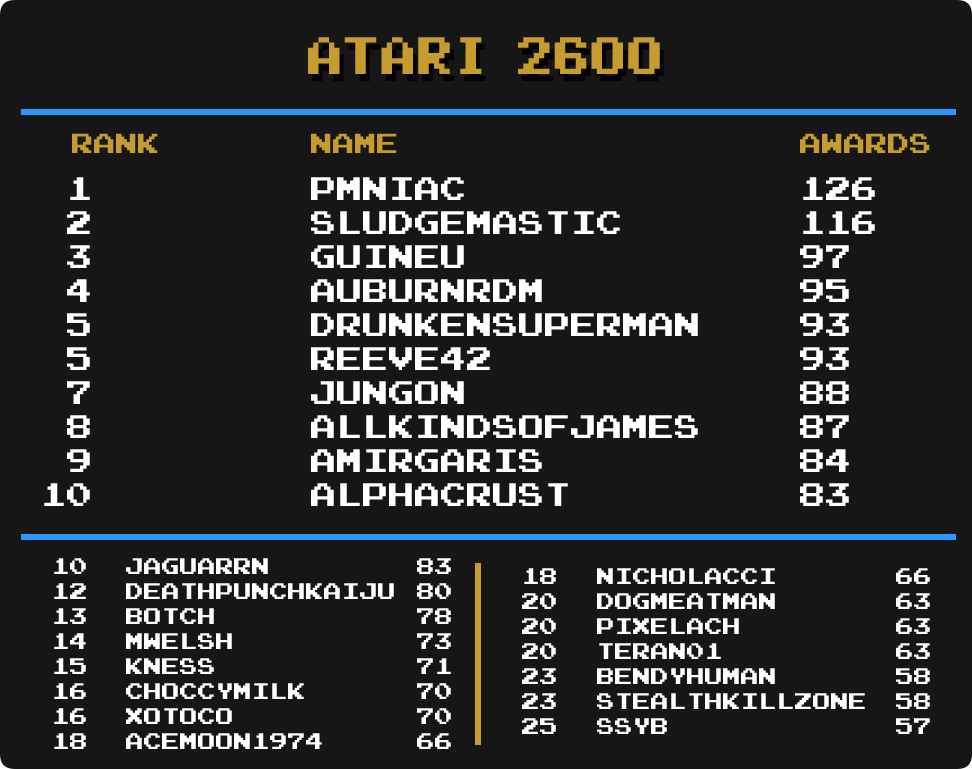 ATARI 2600
RANK NAME AWARDS
1 PMNIAC 126
2 SLUDGEMASTIC 116
3 GUINEU 97
4 AUBURNRDM 95
5 DRUNKENSUPERMAN 93
5 REEVE42 93
7 JUNGON 88
8 ALLKINDSOFJAMES 87
9 AMIRGARIS 84
10 ALPHACRUST 83
10 JAGUARRN 83
12 DEATHPUNCHKAIJU 80
13 BOTCH 78
14 MWELSH 73
15 KNESS 71
16 CHOCCYMILK 70
16 XOTOCO 70
18 ACEMOON1974 66
18 NICHOLACCI 66
20 DOGMEATMAN 63
20 PIXELACH 63
20 TERAN01 63
23 BENDYHUMAN 58
23 STEALTHKILLZONE 58
25 SSYB 57